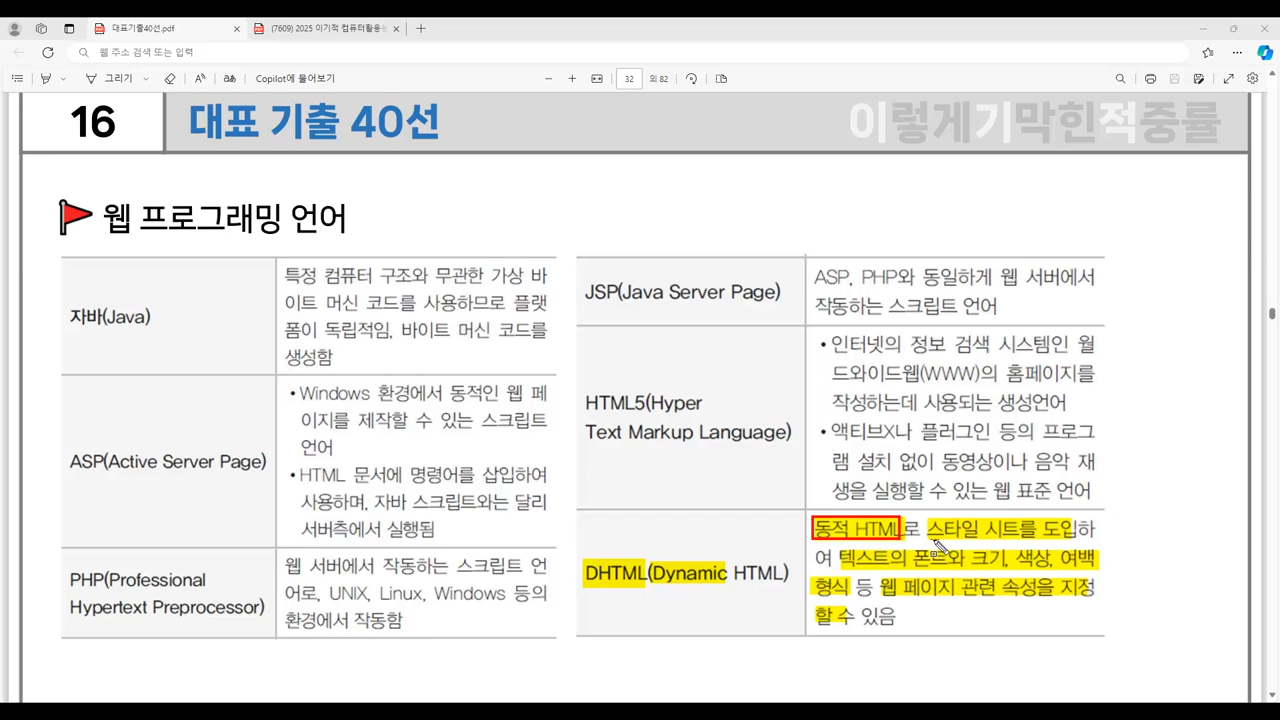 대표기출40선.pdf
(7609) 2025 이기적 컴퓨터활용능
웹 주소 검색 또는 입력
그리기
Copilot에 물어보기
32
외 82
16
대표 기출 40선
이렇게기막힌적중률
웹 프로그래밍 언어
자바(Java)
특정 컴퓨터 구조와 무관한 가상 바
이트 머신 코드를 사용하므로 플랫
폼이 독립적임, 바이트 머신 코드를
생성함
ASP(Active Server Page)
• Windows 환경에서 동적인 웹 페
이지를 제작할 수 있는 스크립트
언어
• HTML 문서에 명령어를 삽입하여
사용하며, 자바 스크립트와는 달리
서버측에서 실행됨
PHP(Professional
Hypertext Preprocessor)
웹 서버에서 작동하는 스크립트 언
어로, UNIX, Linux, Windows 등의
환경에서 작동함
JSP(Java Server Page)
ASP, PHP와 동일하게 웹 서버에서
작동하는 스크립트 언어
HTML5(Hyper
Text Markup Language)
• 인터넷의 정보 검색 시스템인 월
드와이드웹(WWW)의 홈페이지를
작성하는데 사용되는 생성언어
• 액티브X나 플러그인 등의 프로그
램 설치 없이 동영상이나 음악 재
생을 실행할 수 있는 웹 표준 언어
DHTML(Dynamic HTML)
동적 HTML로 스타일 시트를 도입하
여 텍스트의 폰트와 크기, 색상, 여백
형식 등 웹 페이지 관련 속성을 지정
할 수 있음